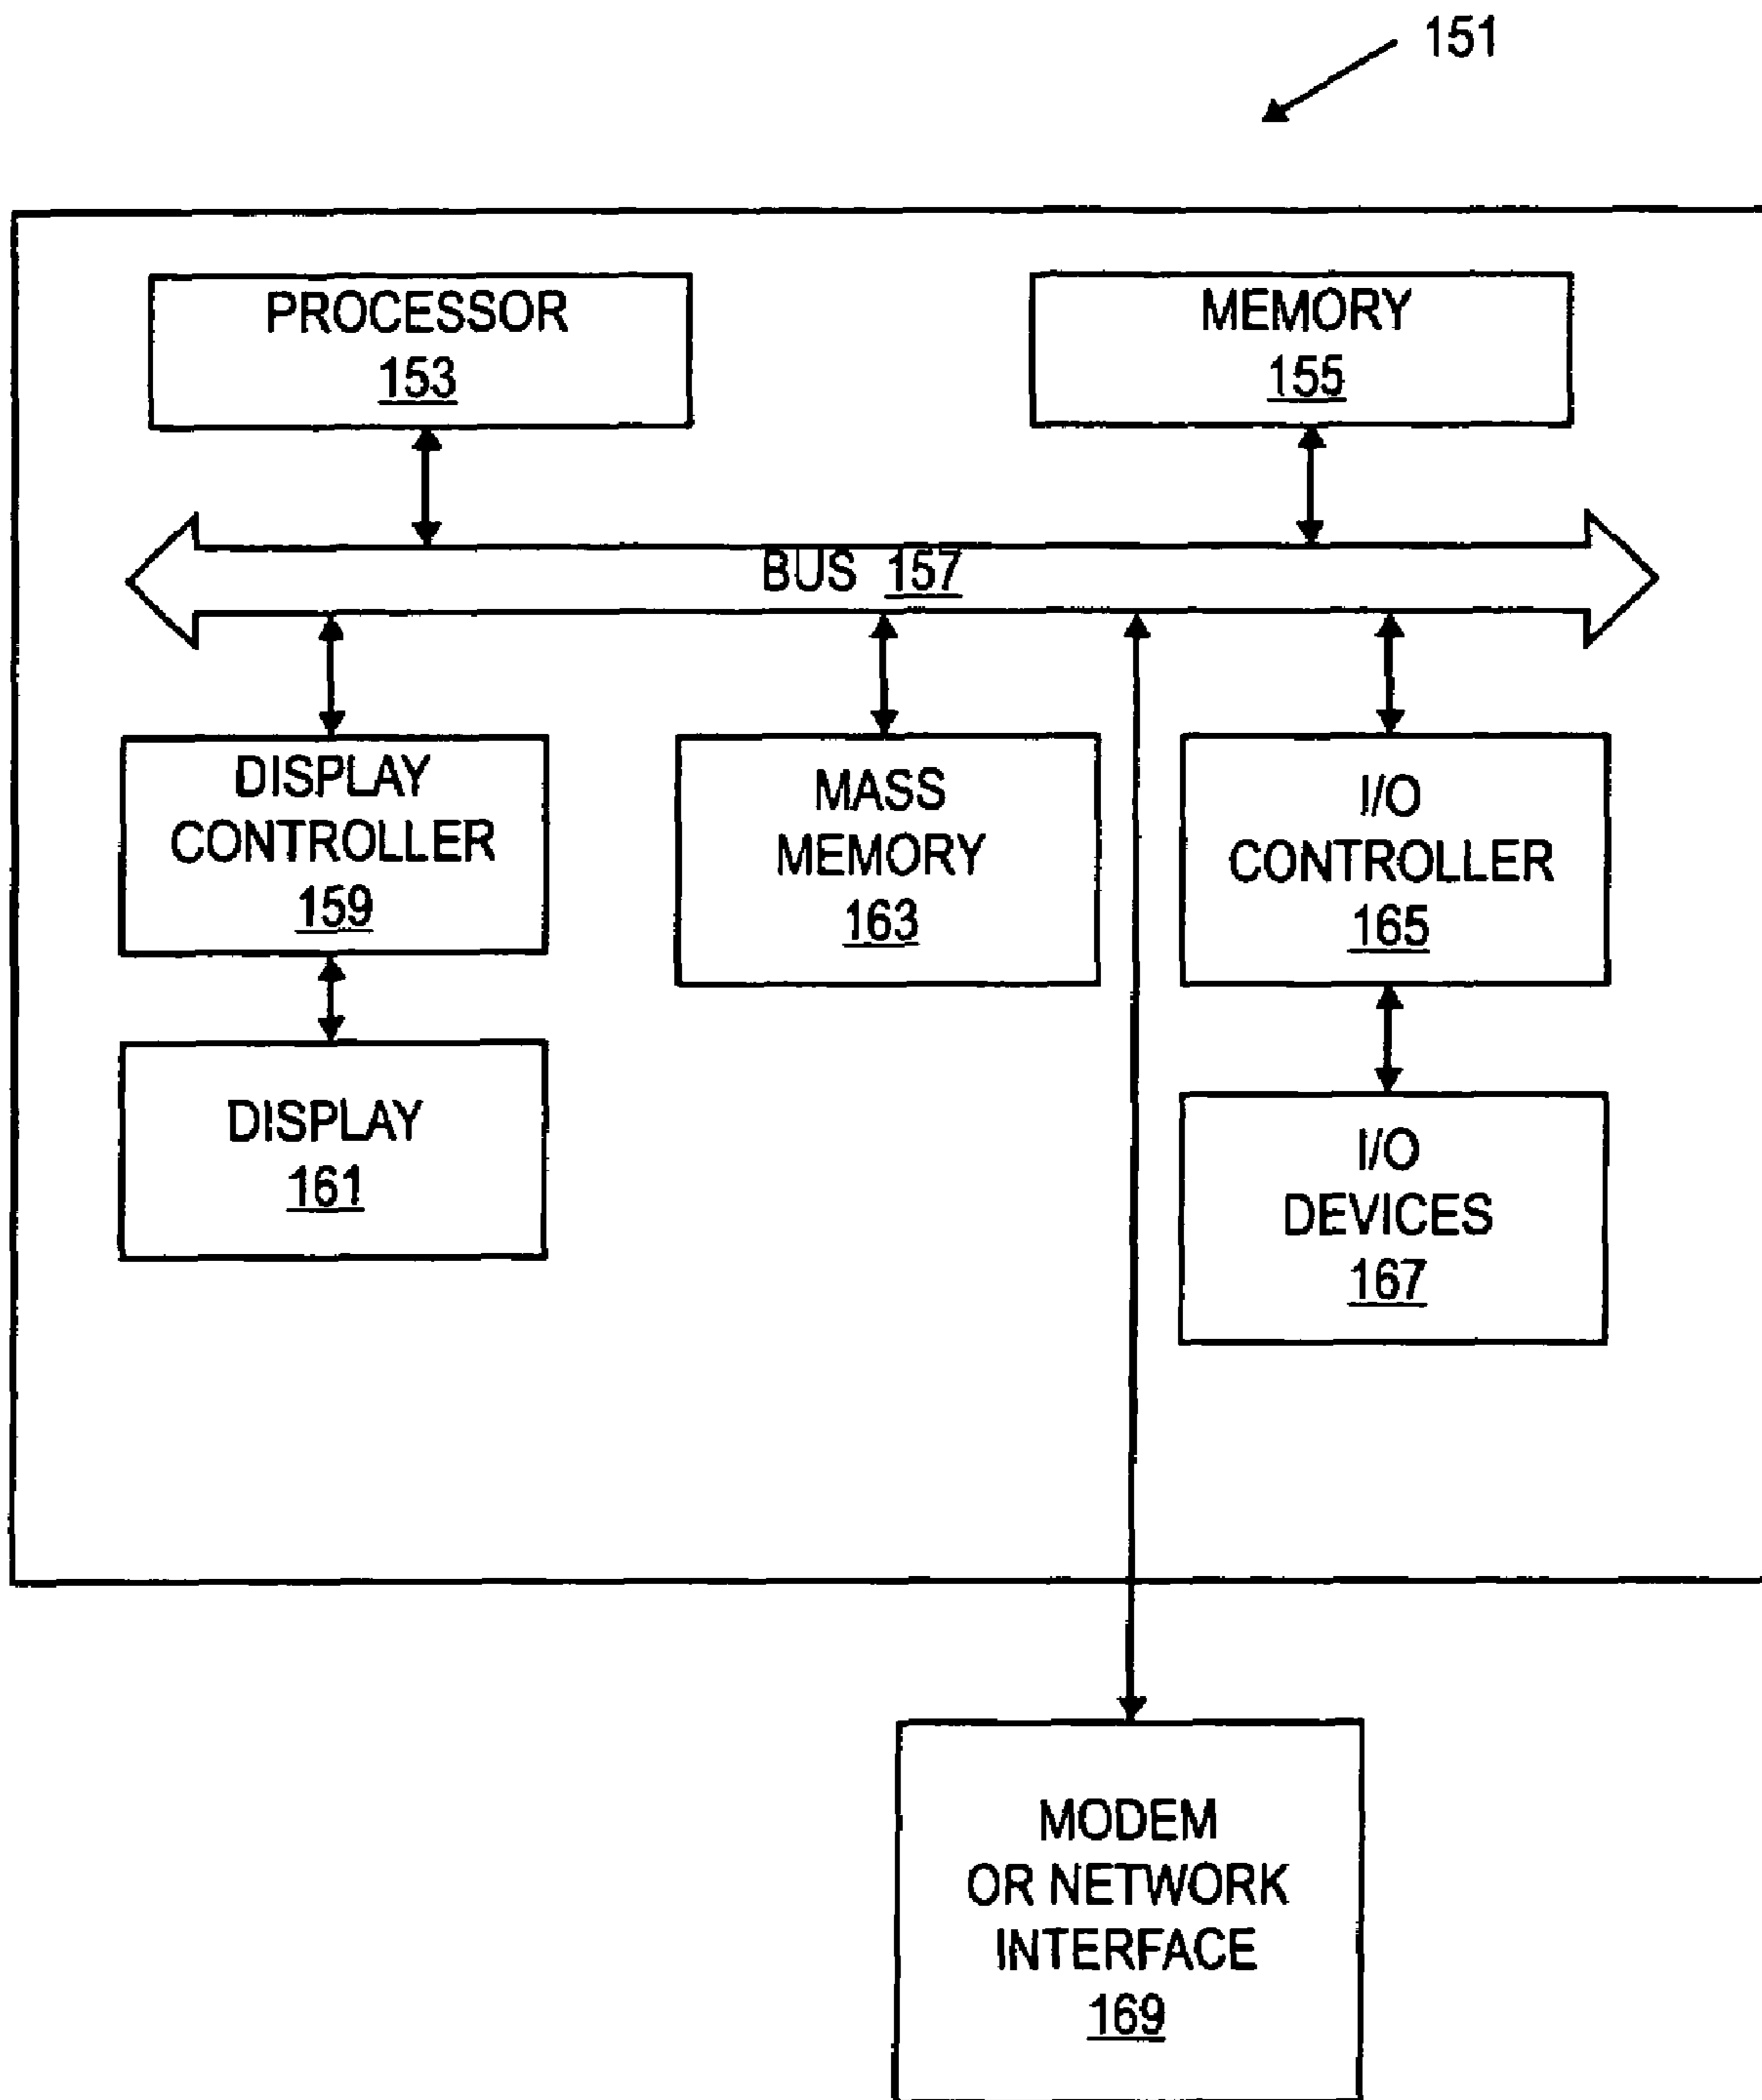 151
PROCESSOR
153
MEMORY
155
BUS 157
DISPLAY
CONTROLLER
159
MASS
MEMORY
163
I/O
CONTROLLER
165
DISPLAY
161
I/O
DEVICES
167
MODEM
OR NETWORK
INTERFACE
169